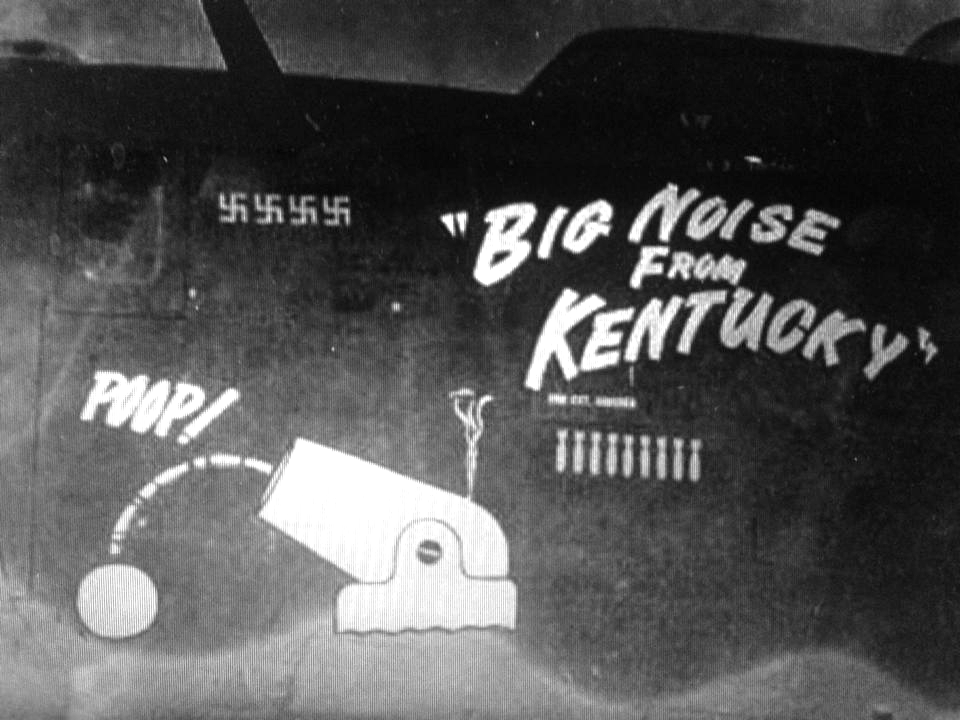 "BIG NOISE
FROM
KENTUCKY"
POOP!